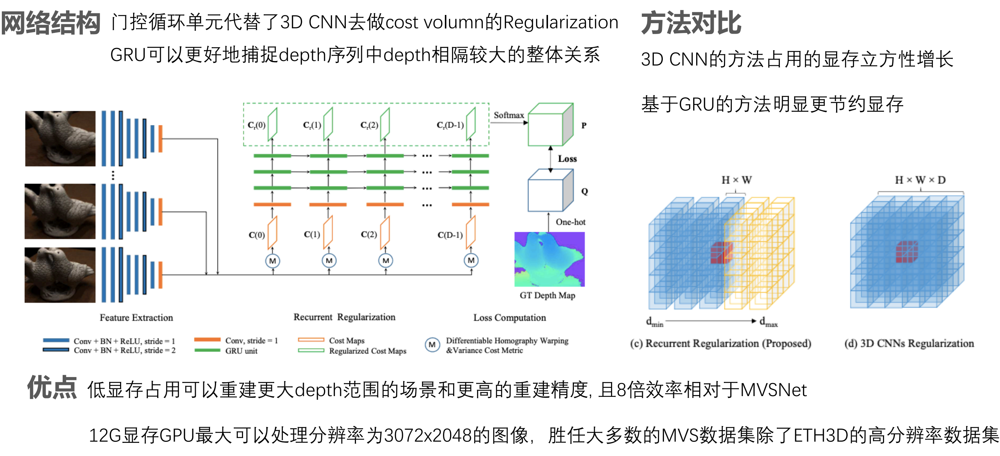 网络结构 门控循环单元代替了3D CNN去做cost volumn的Regularization
GRU可以更好地捕捉depth序列中depth相隔较大的整体关系
方法对比
3D CNN的方法占用的显存立方性增长
基于GRU的方法明显更节约显存
Cr(0) Cr(1) Cr(2) Cr(D-1) Softmax P
Loss
... ...
... Q
... One-hot
C(0) C(1) C(2) C(D-1)
M M M M
GT Depth Map
Feature Extraction Recurrent Regularization Loss Computation
Conv + BN + ReLU, stride = 1 Conv, stride = 1 Cost Maps M Differentiable Homography Warping
Conv + BN + ReLU, stride = 2 GRU unit Regularized Cost Maps &Variance Cost Metric
H × W H × W × D
dmin dmax
(c) Recurrent Regularization (Proposed) (d) 3D CNNs Regularization
优点 低显存占用可以重建更大depth范围的场景和更高的重建精度, 且8倍效率相对于MVSNet
12G显存GPU最大可以处理分辨率为3072x2048的图像，胜任大多数的MVS数据集除了ETH3D的高分辨率数据集